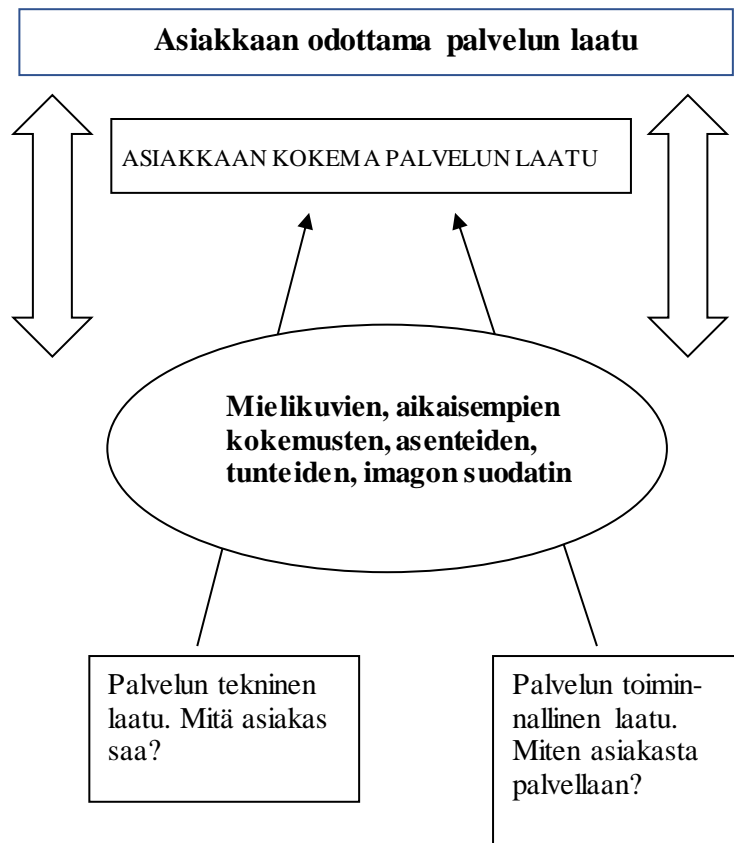 Asiakkaan odottama palvelun laatu
ASIAKKAAN KOKEMA PALVELUN LAATU
Mielikuvien, aikaisempien
kokemusten, asenteiden,
tunteiden, imagon suodatin
Palvelun tekninen
laatu. Mitä asiakas
saa?
Palvelun toimin-
nallinen laatu.
Miten asiakasta
palvellaan?